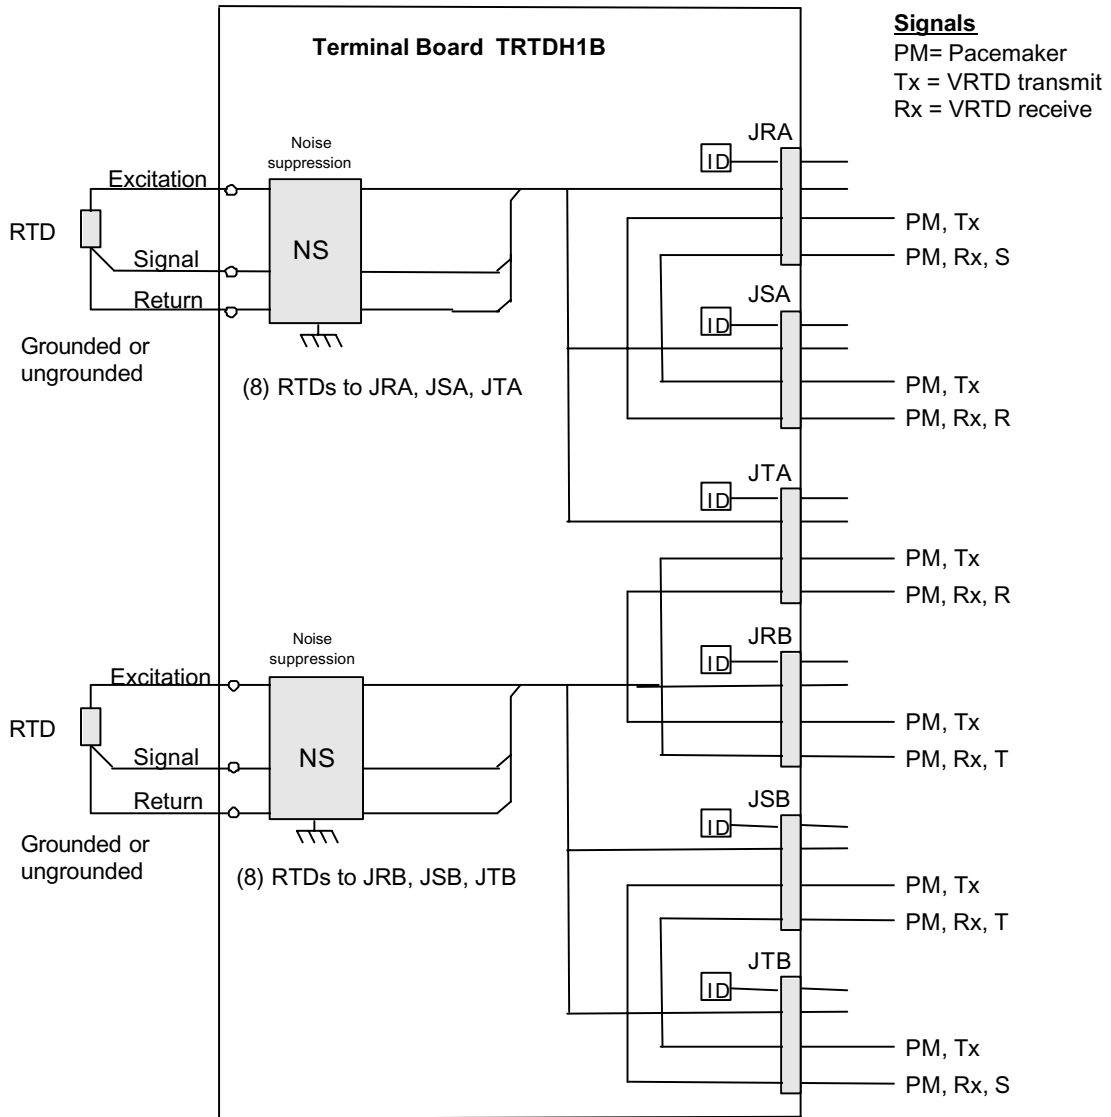 Terminal Board TRTDH1B
Signals
PM= Pacemaker
Tx = VRTD transmit
Rx = VRTD receive
JRA
ID
Noise
suppression
Excitation
RTD
NS
Signal
Return
PM, Tx
PM, Rx, S
JSA
ID
Grounded or
ungrounded
(8) RTDs to JRA, JSA, JTA
PM, Tx
PM, Rx, R
JTA
ID
PM, Tx
PM, Rx, R
JRB
ID
Noise
suppression
Excitation
RTD
NS
Signal
Return
PM, Tx
PM, Rx, T
JSB
ID
Grounded or
ungrounded
(8) RTDs to JRB, JSB, JTB
PM, Tx
PM, Rx, T
JTB
ID
PM, Tx
PM, Rx, S